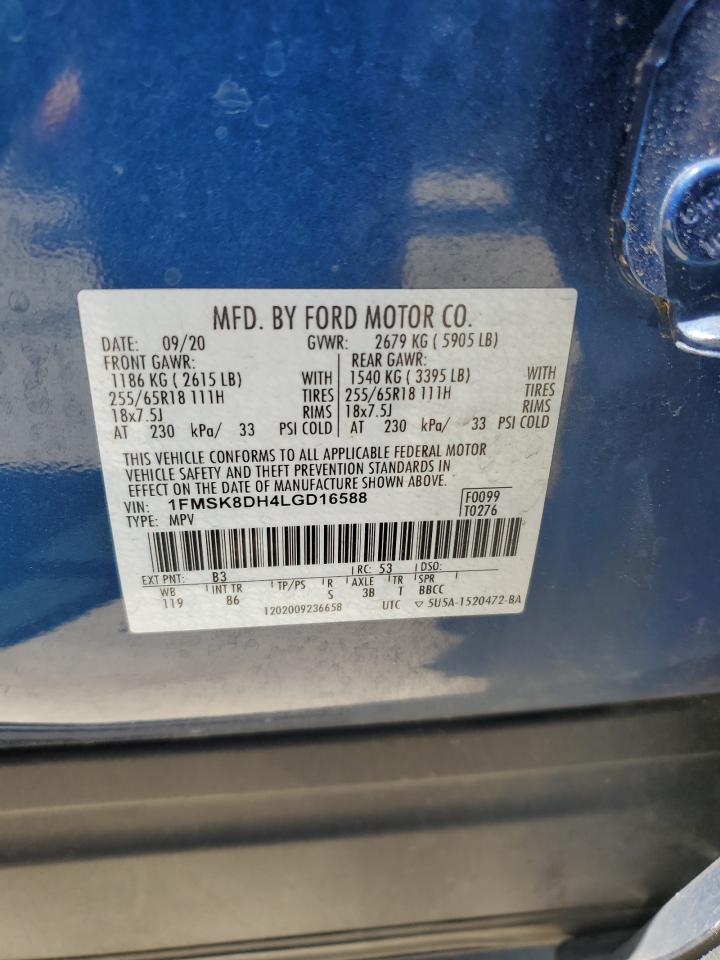 MFD. BY FORD MOTOR CO.
DATE: 09/20 GVWR: 2679 KG ( 5905 LB)
FRONT GAWR: REAR GAWR:
1186 KG ( 2615 LB) WITH 1540 KG ( 3395 LB) WITH
255/65R18 111H TIRES 255/65R18 111H TIRES
18x7.5J RIMS 18x7.5J RIMS
AT 230 kPa/ 33 PSI COLD AT 230 kPa/ 33 PSI COLD
THIS VEHICLE CONFORMS TO ALL APPLICABLE FEDERAL MOTOR
VEHICLE SAFETY AND THEFT PREVENTION STANDARDS IN
EFFECT ON THE DATE OF MANUFACTURE SHOWN ABOVE.
VIN: 1FMSK8DH4LGD16588 F0099
TYPE: MPV T0276
EXT PNT: B3 RC: 53 DSO:
WB INT TR TP/PS R AXLE TR SPR
119 86 S 3B T BBCC
1202009236658 UTC ▽ 5U5A-1520472-BA